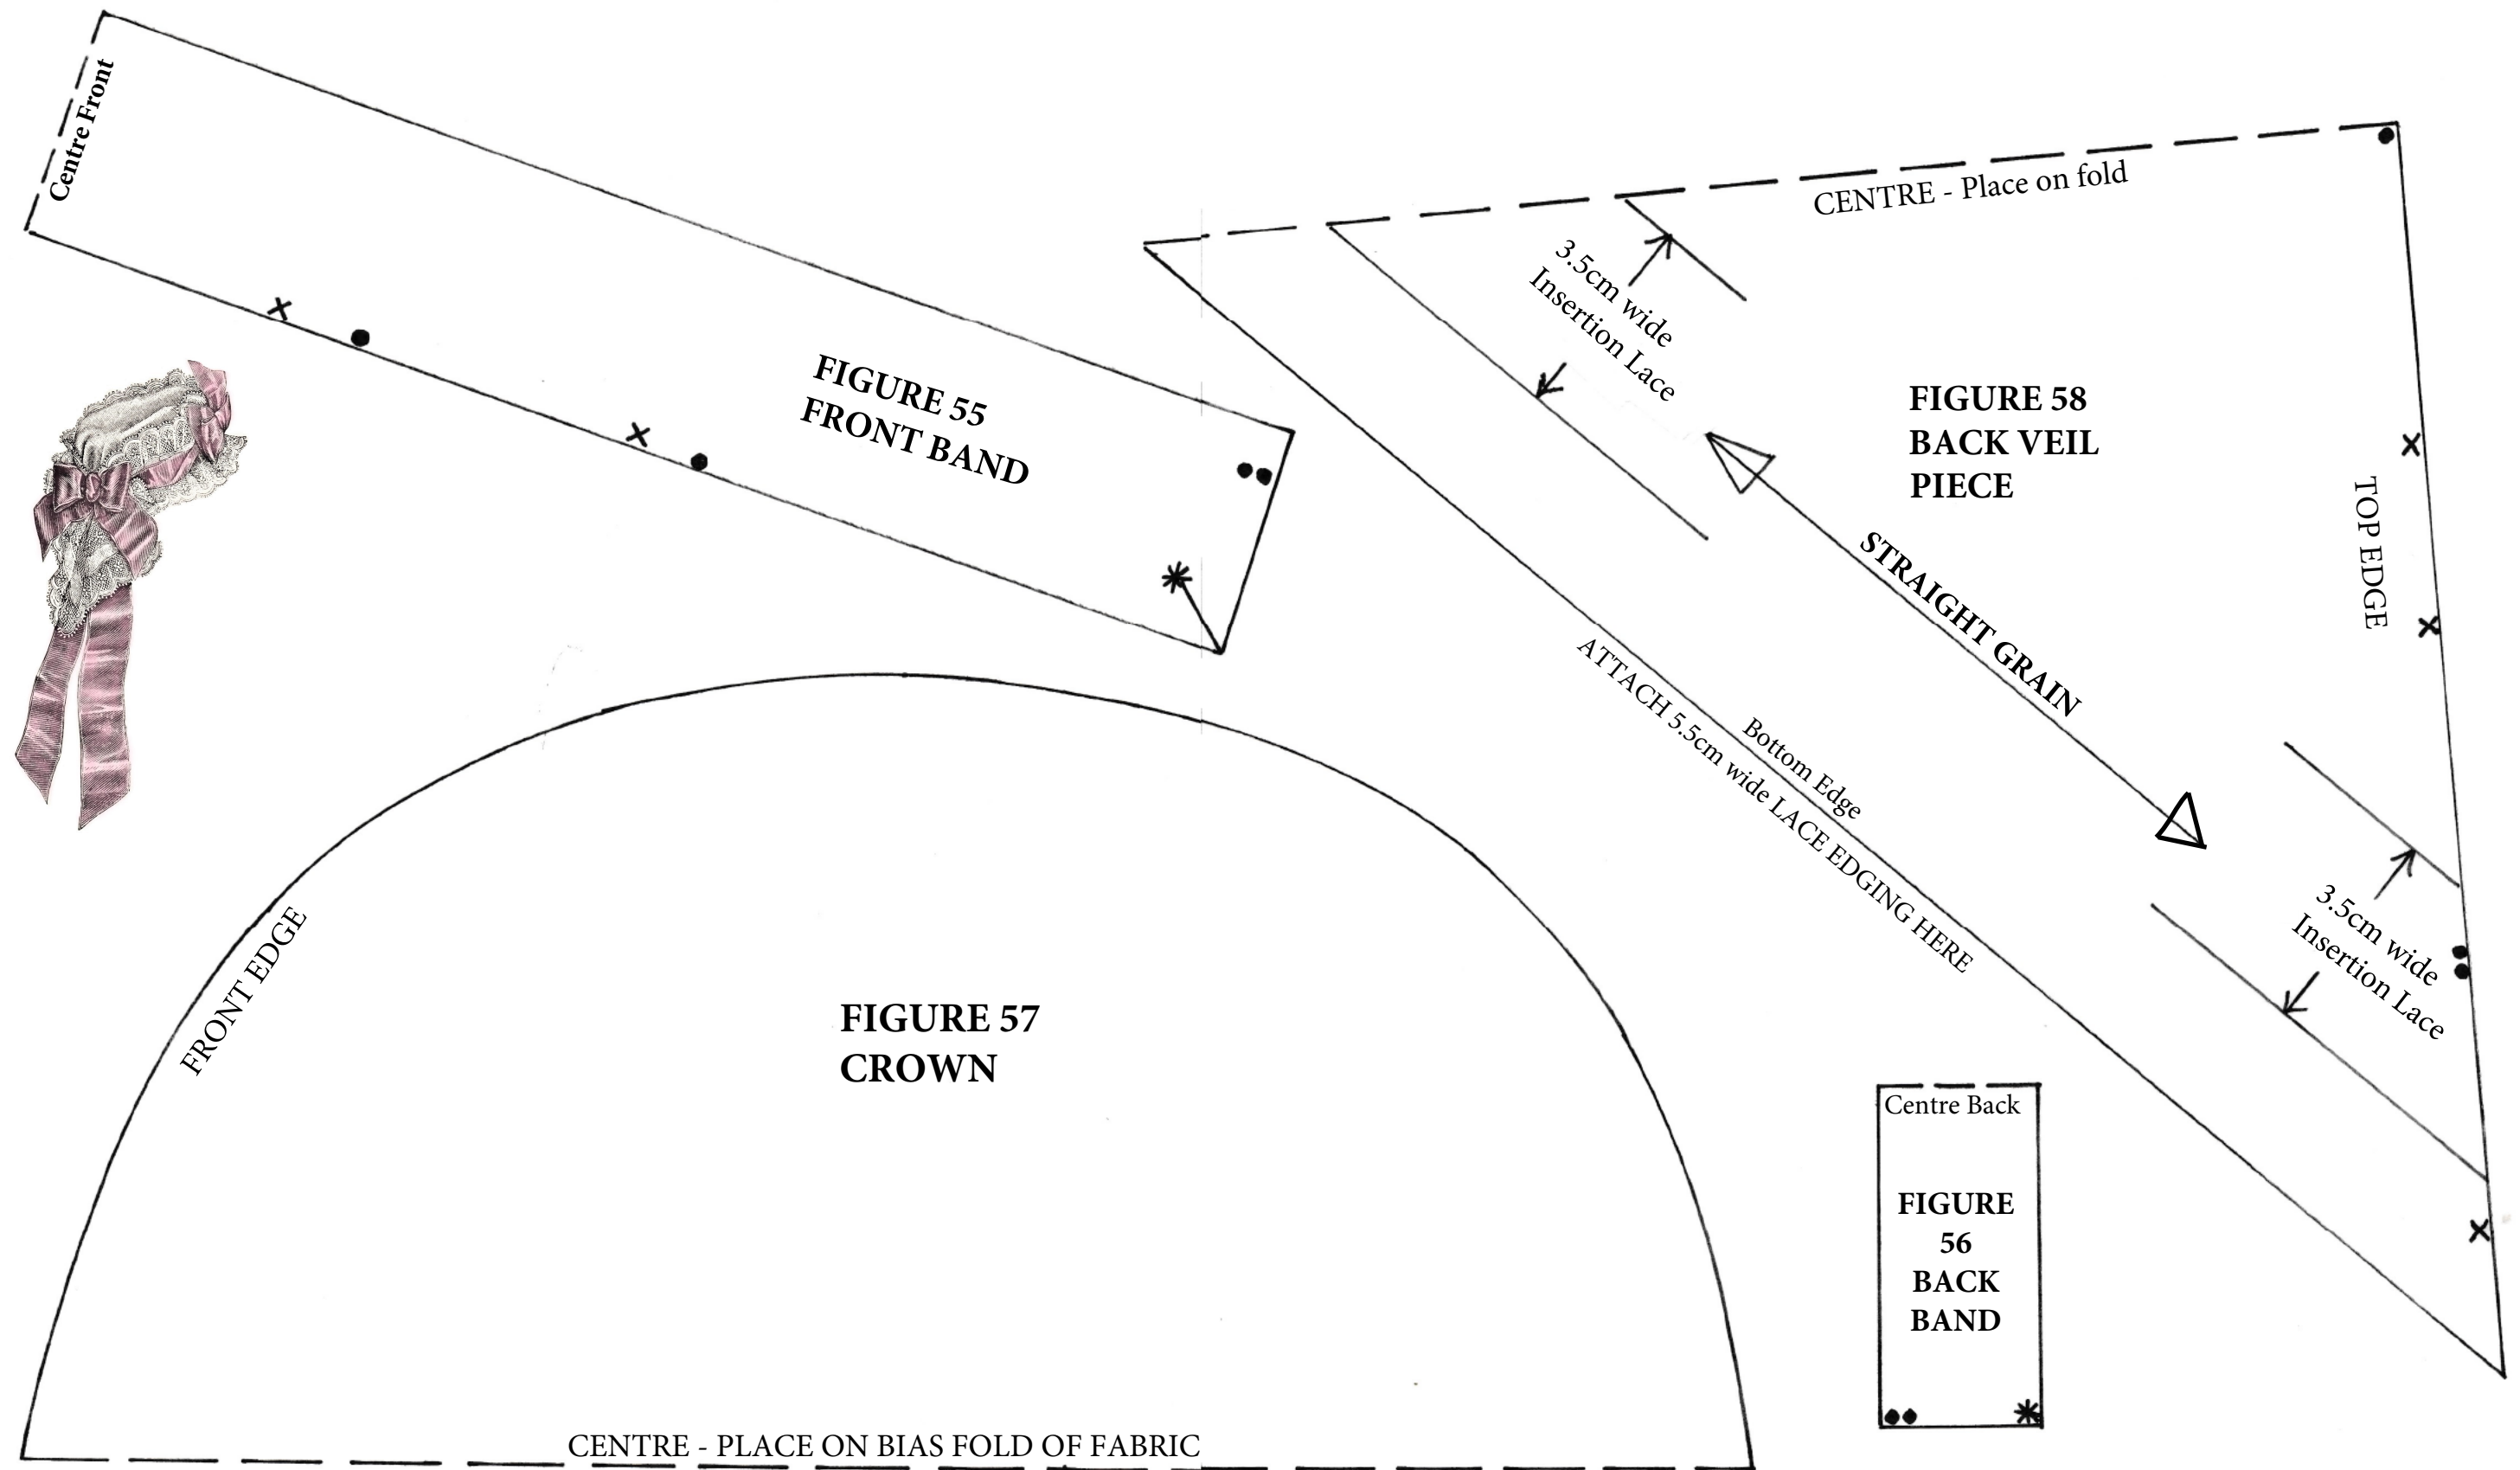 Centre Front
FIGURE 55
FRONT BAND
CENTRE - Place on fold
3.5cm wide
Insertion Lace
FIGURE 58
BACK VEIL
PIECE
TOP EDGE
STRAIGHT GRAIN
Bottom Edge
ATTACH 5.5cm wide LACE EDGING HERE
3.5cm wide
Insertion Lace
FRONT EDGE
FIGURE 57
CROWN
CENTRE - PLACE ON BIAS FOLD OF FABRIC
Centre Back
FIGURE
56
BACK
BAND